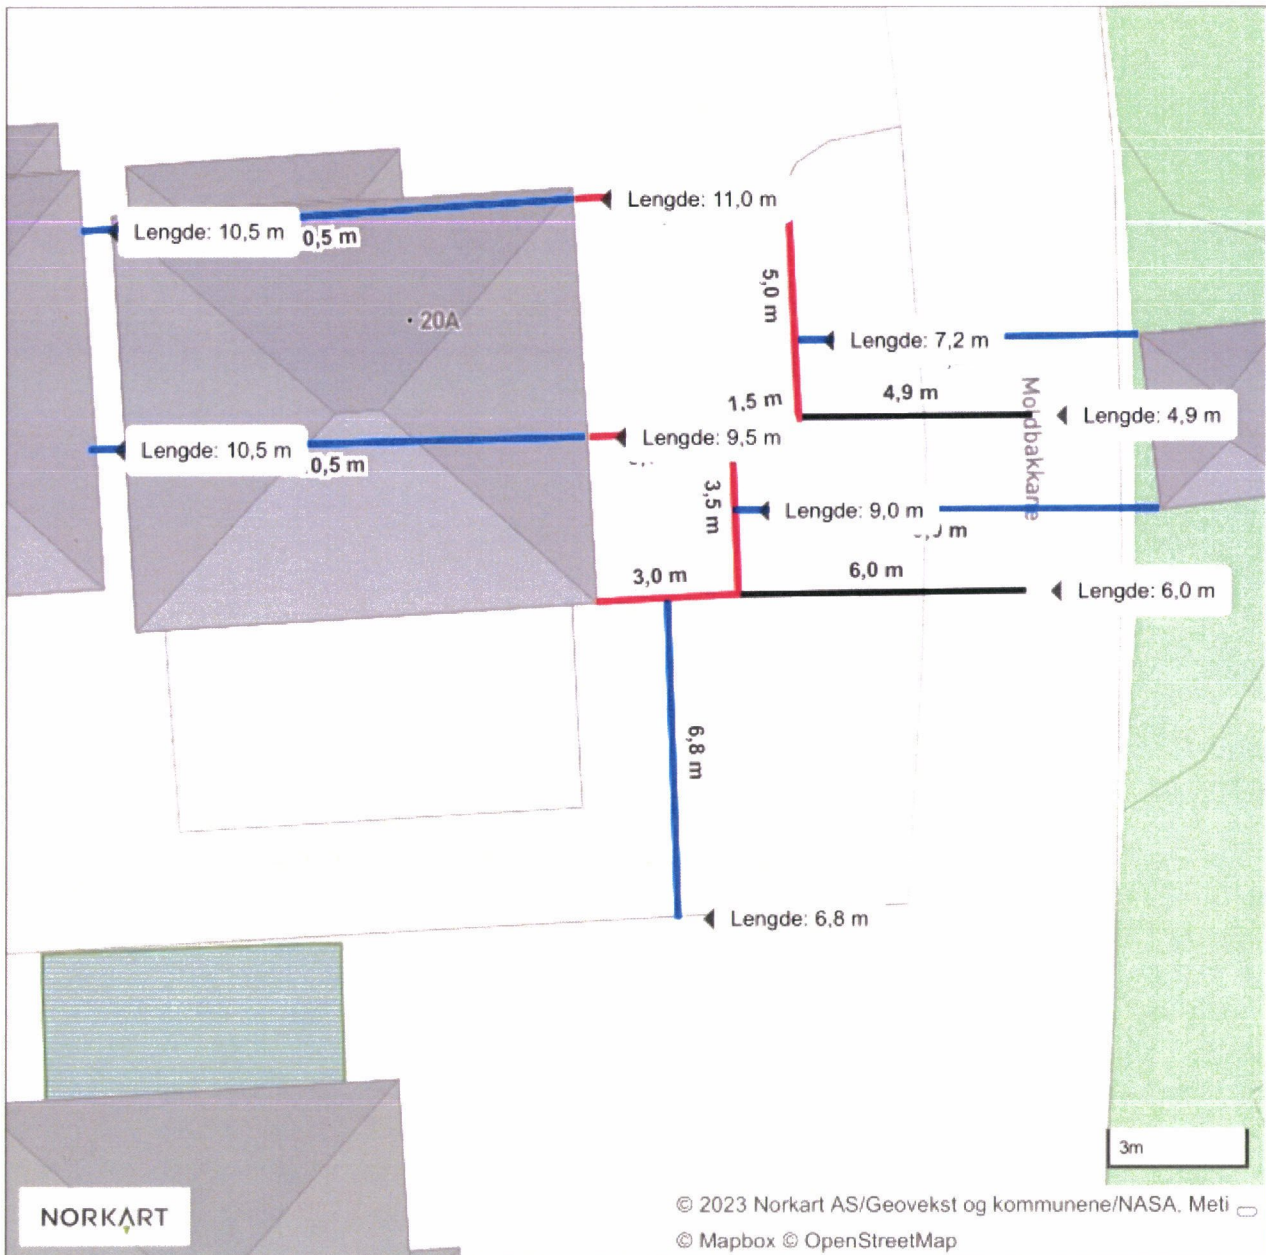 Lengde: 11,0 m
Lengde: 10,5 m
0,5 m
5,0 m
20A
Lengde: 7,2 m
1,5 m
4,9 m
Lengde: 4,9 m
Moldbakkane
Lengde: 9,5 m
Lengde: 10,5 m
0,5 m
3,5 m
Lengde: 9,0 m
3,0 m
6,0 m
Lengde: 6,0 m
6,8 m
Lengde: 6,8 m
3m
NORKART
© 2023 Norkart AS/Geovekst og kommunene/NASA, Meti
© Mapbox © OpenStreetMap